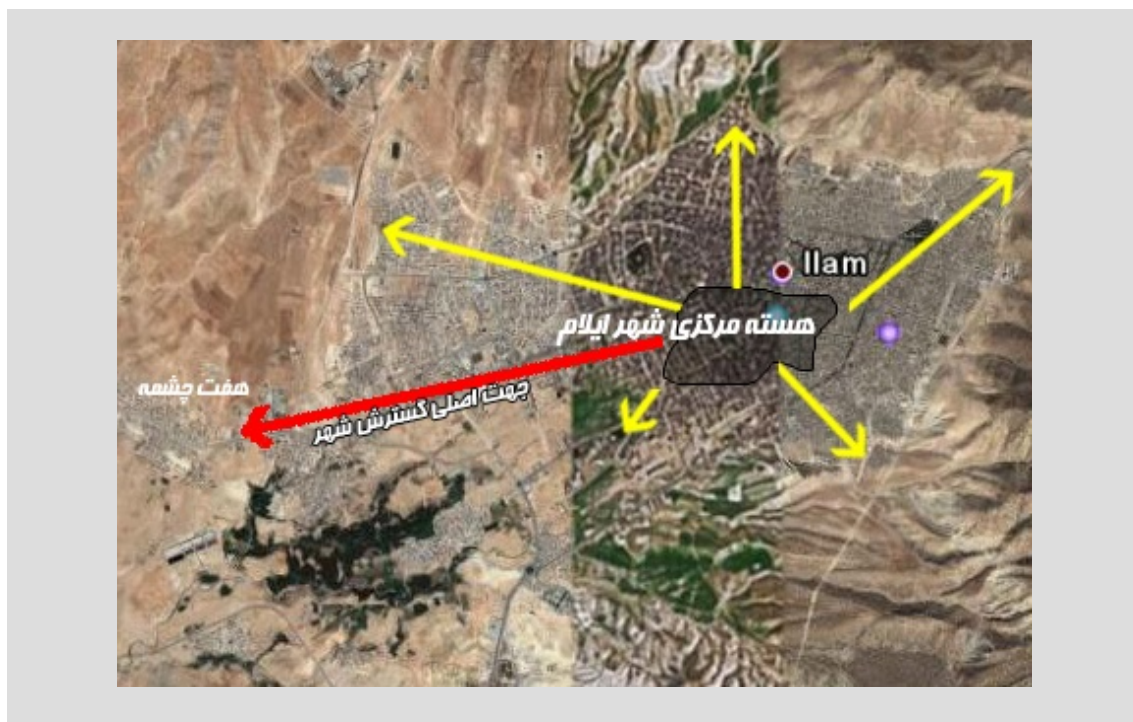 Ilam
هسته مرکزی شهر ایلام
جهت اصلی گسترش شهر
هفت چشمه